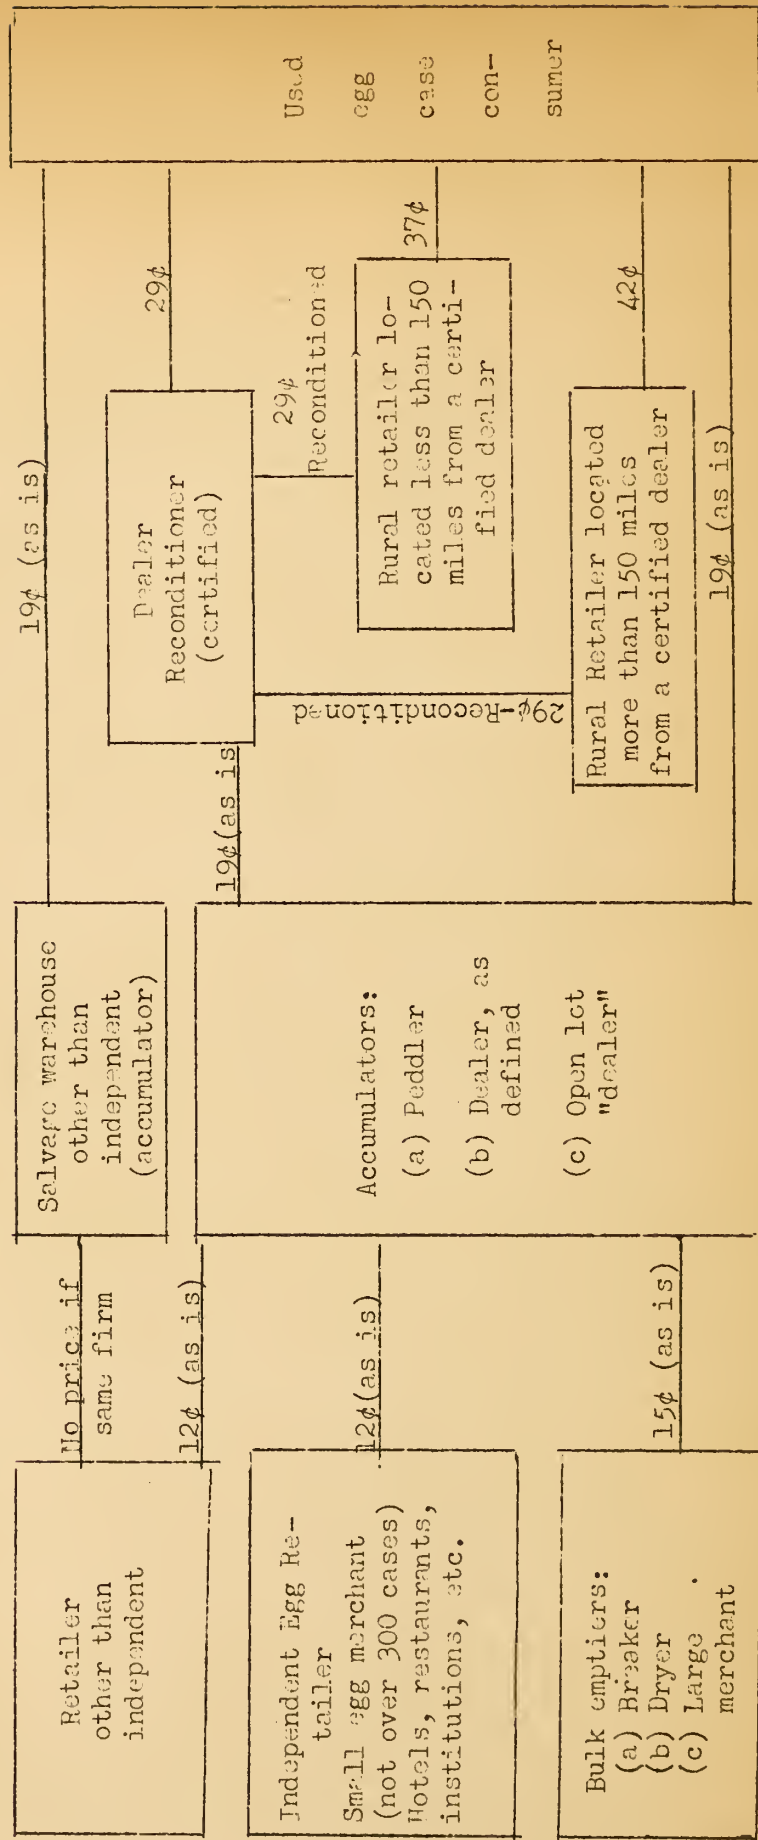 Retailer
other than
independent
Independent Egg Re-
tailer
Small egg merchant
(not over 300 cases)
Hotels, restaurants,
institutions, etc.
Bulk emptiers:
(a) Breaker
(b) Dryer
(c) Large
merchant
No price if
same firm
12¢ (as is)
12¢(as is)
15¢ (as is)
Salvage warehouse
other than
independent
(accumulator)
Accumulators:
(a) Peddler
(b) Dealer, as
defined
(c) Open lot
"dealer"
19¢ (as is)
19¢(as is
19¢ (as is)
Dealer
Reconditioner
(certified)
29¢
29¢
Reconditioned
29¢-Reconditioned
Rural retailer lo-
cated less than 150
miles from a certi-
fied dealer
37¢
Rural Retailer located
more than 150 miles
from a certified dealer
42¢
Used
egg
case
con-
sumer